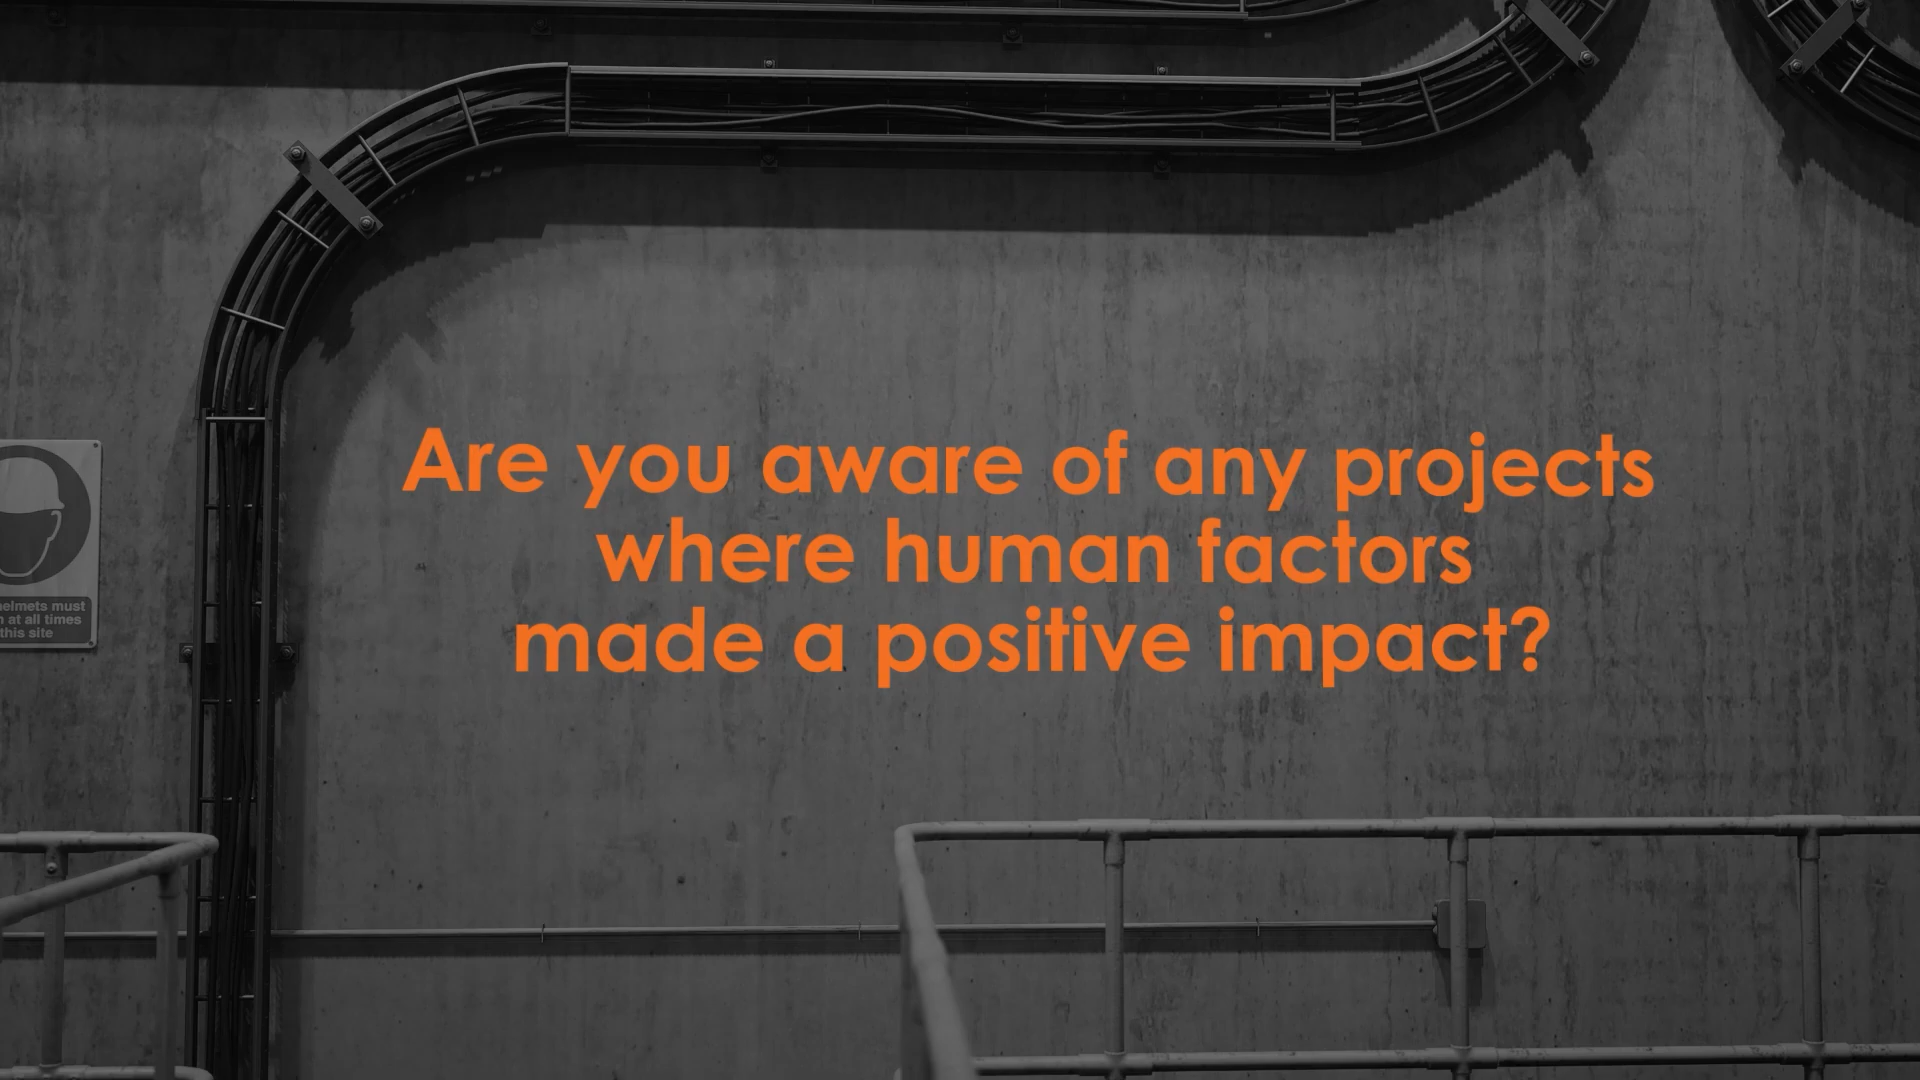 Are you aware of any projects
where human factors
made a positive impact?
helmets must
at all times
this site